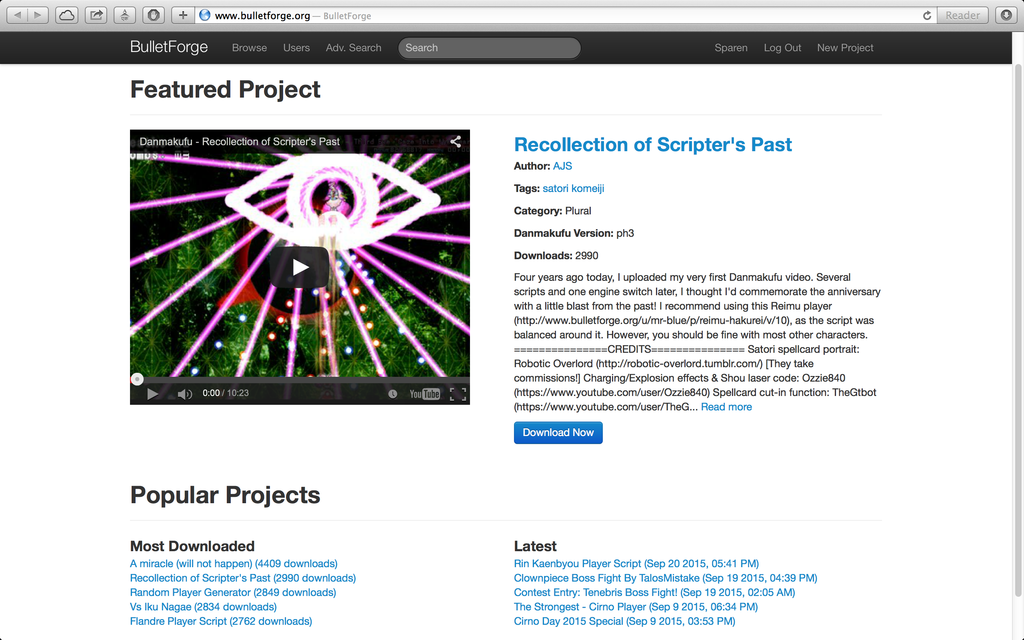 www.bulletforge.org — BulletForge
Reader
BulletForge Browse Users Adv. Search Search Sparen Log Out New Project
Featured Project
Danmakufu - Recollection of Scripter's Past
0:00 / 10:23
YouTube
Recollection of Scripter's Past
Author: AJS
Tags: satori komeiji
Category: Plural
Danmakufu Version: ph3
Downloads: 2990
Four years ago today, I uploaded my very first Danmakufu video. Several
scripts and one engine switch later, I thought I'd commemorate the anniversary
with a little blast from the past! I recommend using this Reimu player
(http://www.bulletforge.org/u/mr-blue/p/reimu-hakurei/v/10), as the script was
balanced around it. However, you should be fine with most other characters.
===============CREDITS=============== Satori spellcard portrait:
Robotic Overlord (http://robotic-overlord.tumblr.com/) [They take
commissions!] Charging/Explosion effects & Shou laser code: Ozzie840
(https://www.youtube.com/user/Ozzie840) Spellcard cut-in function: TheGtbot
(https://www.youtube.com/user/TheG... Read more
Download Now
Popular Projects
Most Downloaded
A miracle (will not happen) (4409 downloads)
Recollection of Scripter's Past (2990 downloads)
Random Player Generator (2849 downloads)
Vs Iku Nagae (2834 downloads)
Flandre Player Script (2762 downloads)
Latest
Rin Kaenbyou Player Script (Sep 20 2015, 05:41 PM)
Clownpiece Boss Fight By TalosMistake (Sep 19 2015, 04:39 PM)
Contest Entry: Tenebris Boss Fight! (Sep 19 2015, 02:05 AM)
The Strongest - Cirno Player (Sep 9 2015, 06:34 PM)
Cirno Day 2015 Special (Sep 9 2015, 03:53 PM)